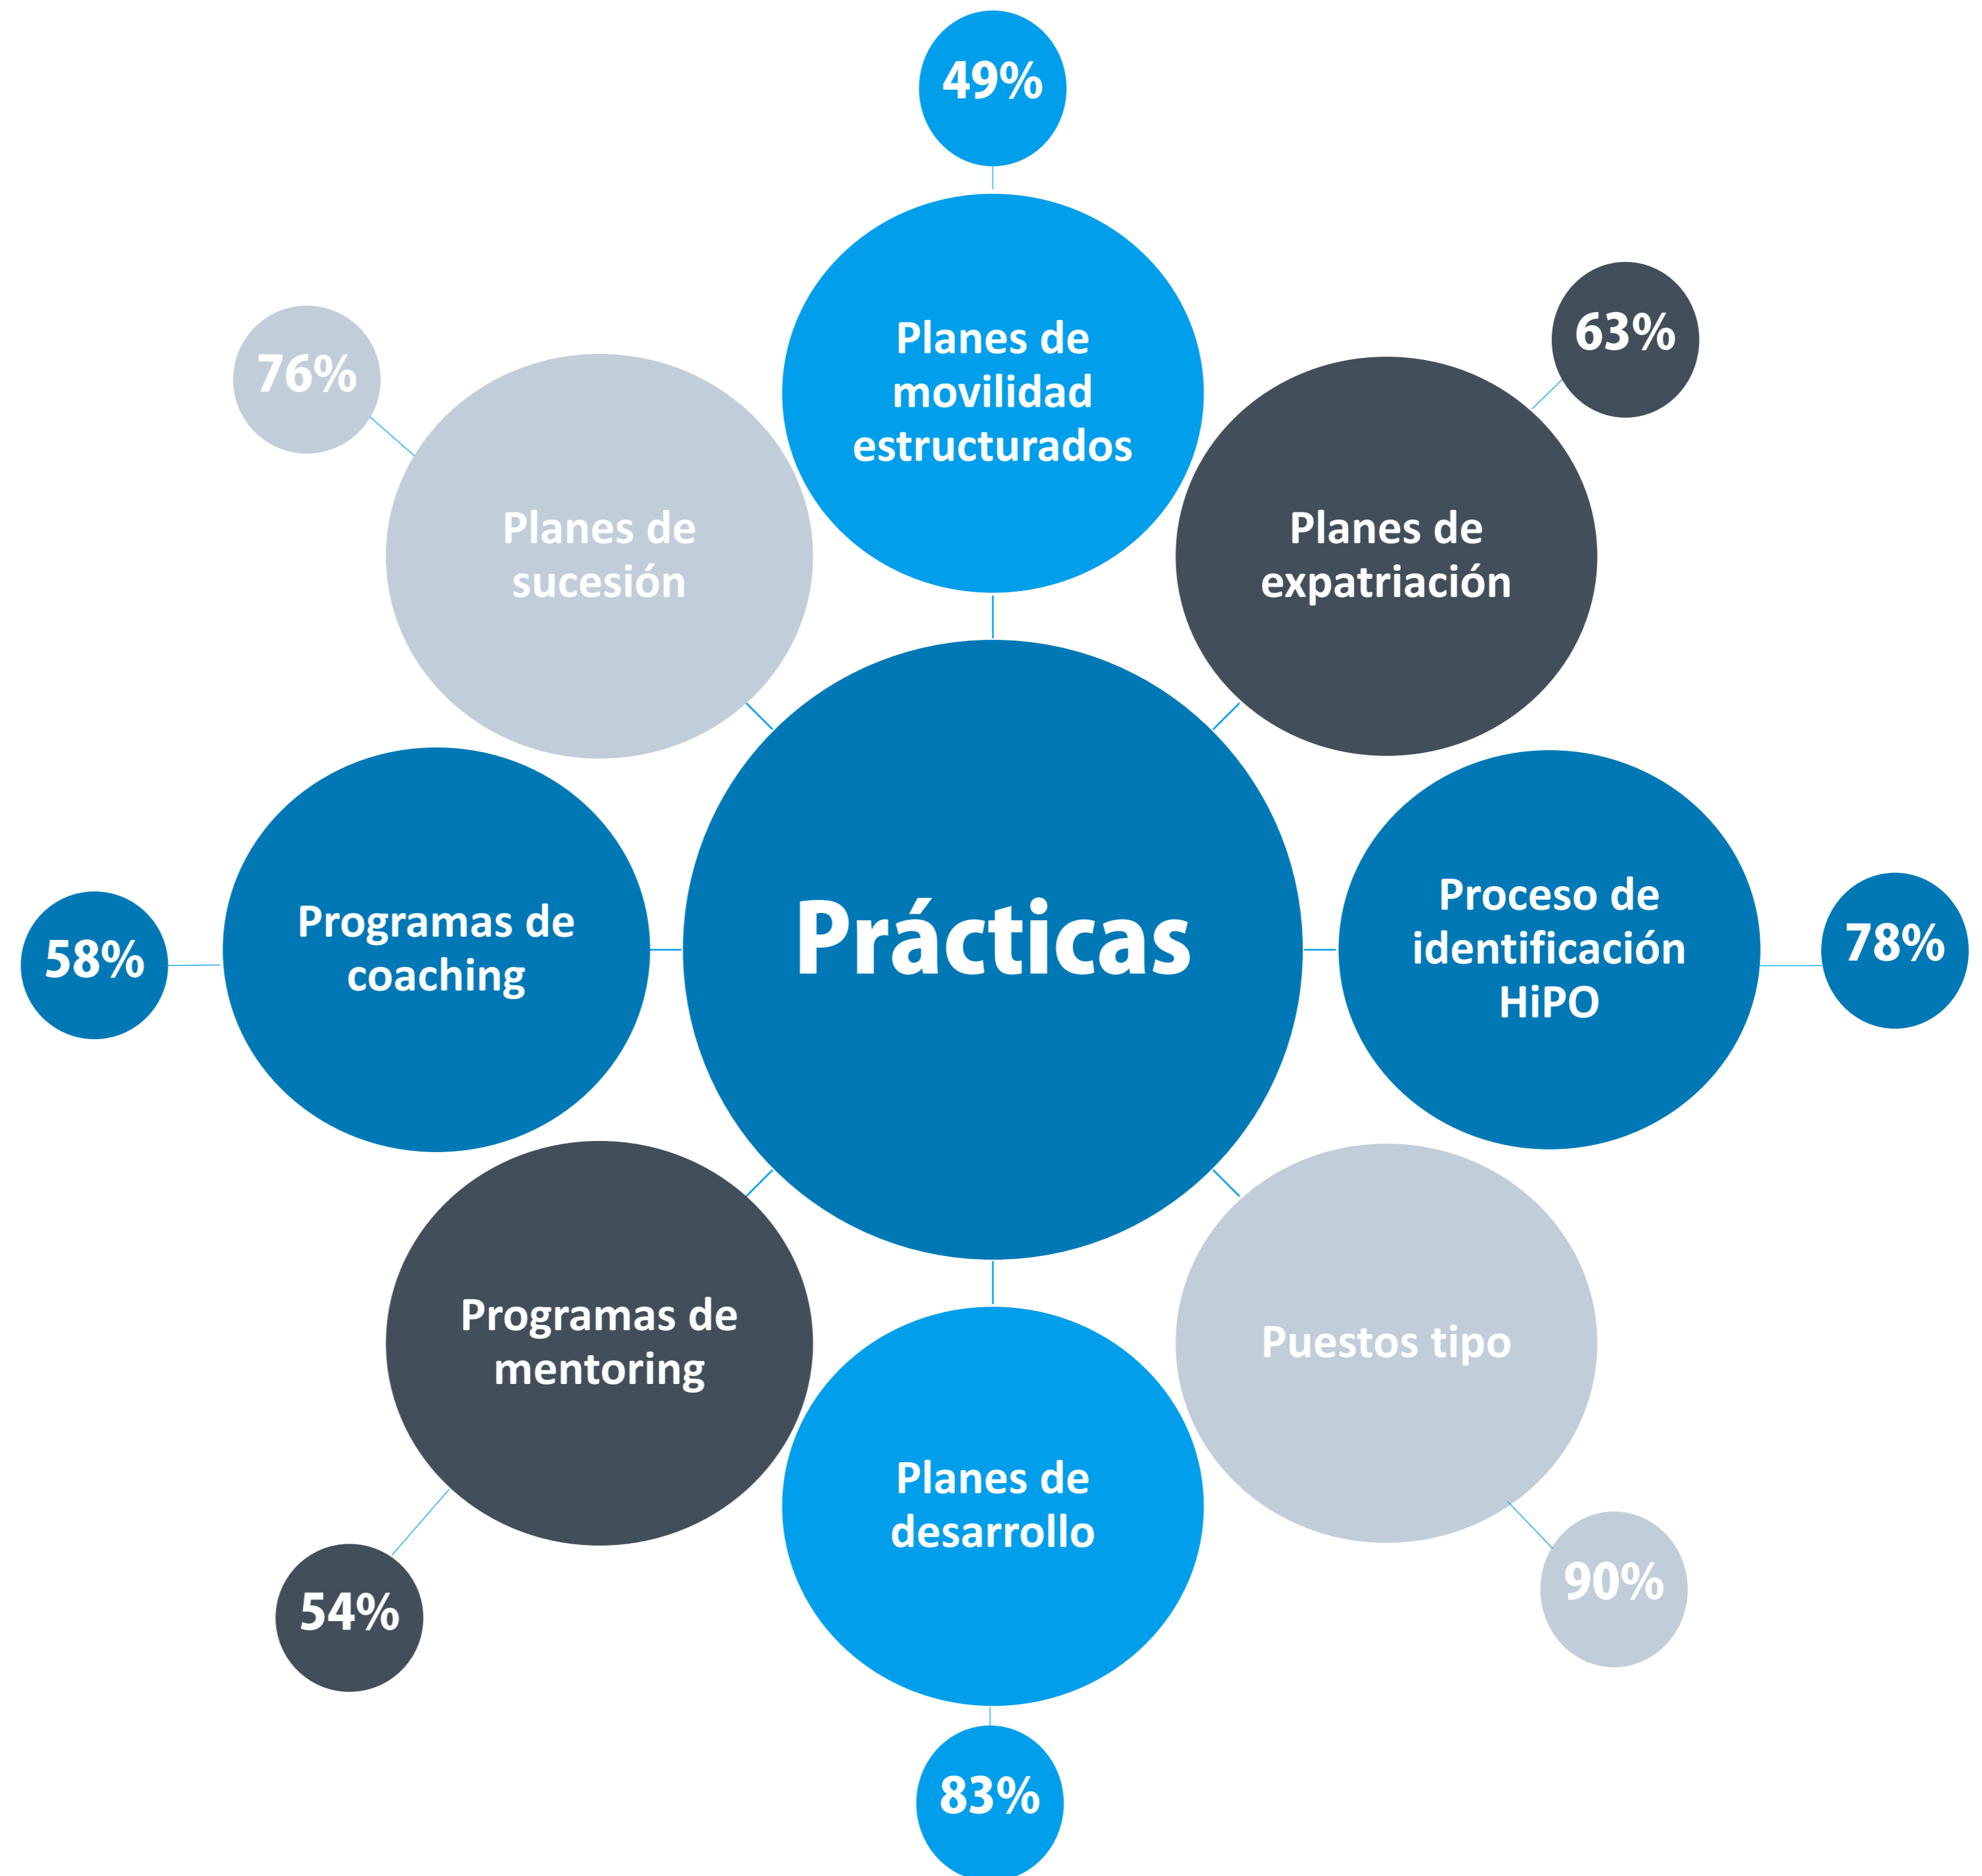 49%
Planes de
movilidad
estructurados
63%
Planes de
expatriación
78%
Proceso de
identificación
HiPO
90%
Puestos tipo
83%
Planes de
desarrollo
54%
Programas de
mentoring
58%
Programas de
coaching
76%
Planes de
sucesión
Prácticas